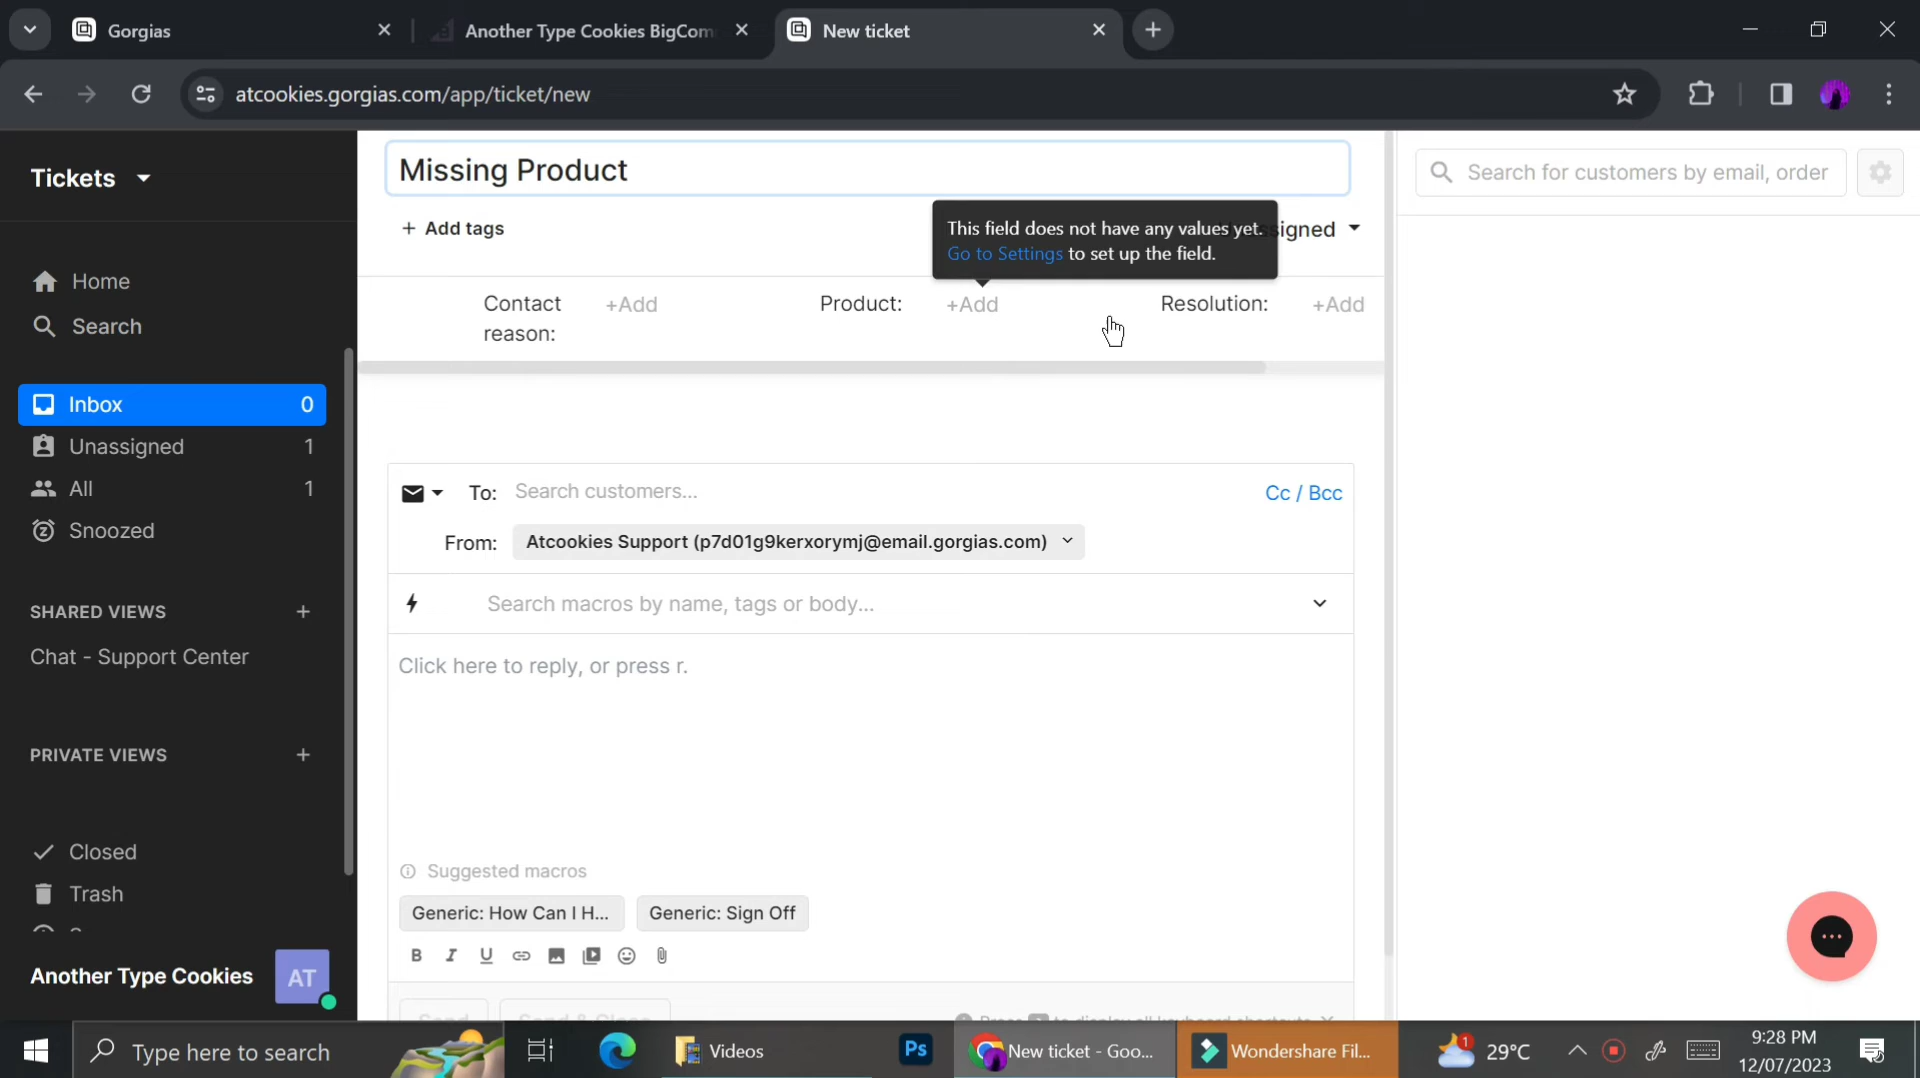 Gorgias
Another Type Cookies BigCom
New ticket
atcookies.gorgias.com/app/ticket/new
Tickets
Missing Product
Search for customers by email, order
+ Add tags
This field does not have any values yet.
Go to Settings to set up the field.
signed
Home
Search
Contact reason:
+Add
Product:
+Add
Resolution:
+Add
Inbox 0
Unassigned 1
All 1
Snoozed
To: Search customers...
Cc / Bcc
From: Atcookies Support (p7d01g9kerxorymj@email.gorgias.com)
Search macros by name, tags or body...
Click here to reply, or press r.
SHARED VIEWS +
Chat - Support Center
PRIVATE VIEWS +
Closed
Trash
Suggested macros
Generic: How Can I H...
Generic: Sign Off
B I U
Another Type Cookies
AT
Type here to search
Videos
Ps
New ticket - Goo...
Wondershare Fil...
1
29°C
9:28 PM
12/07/2023